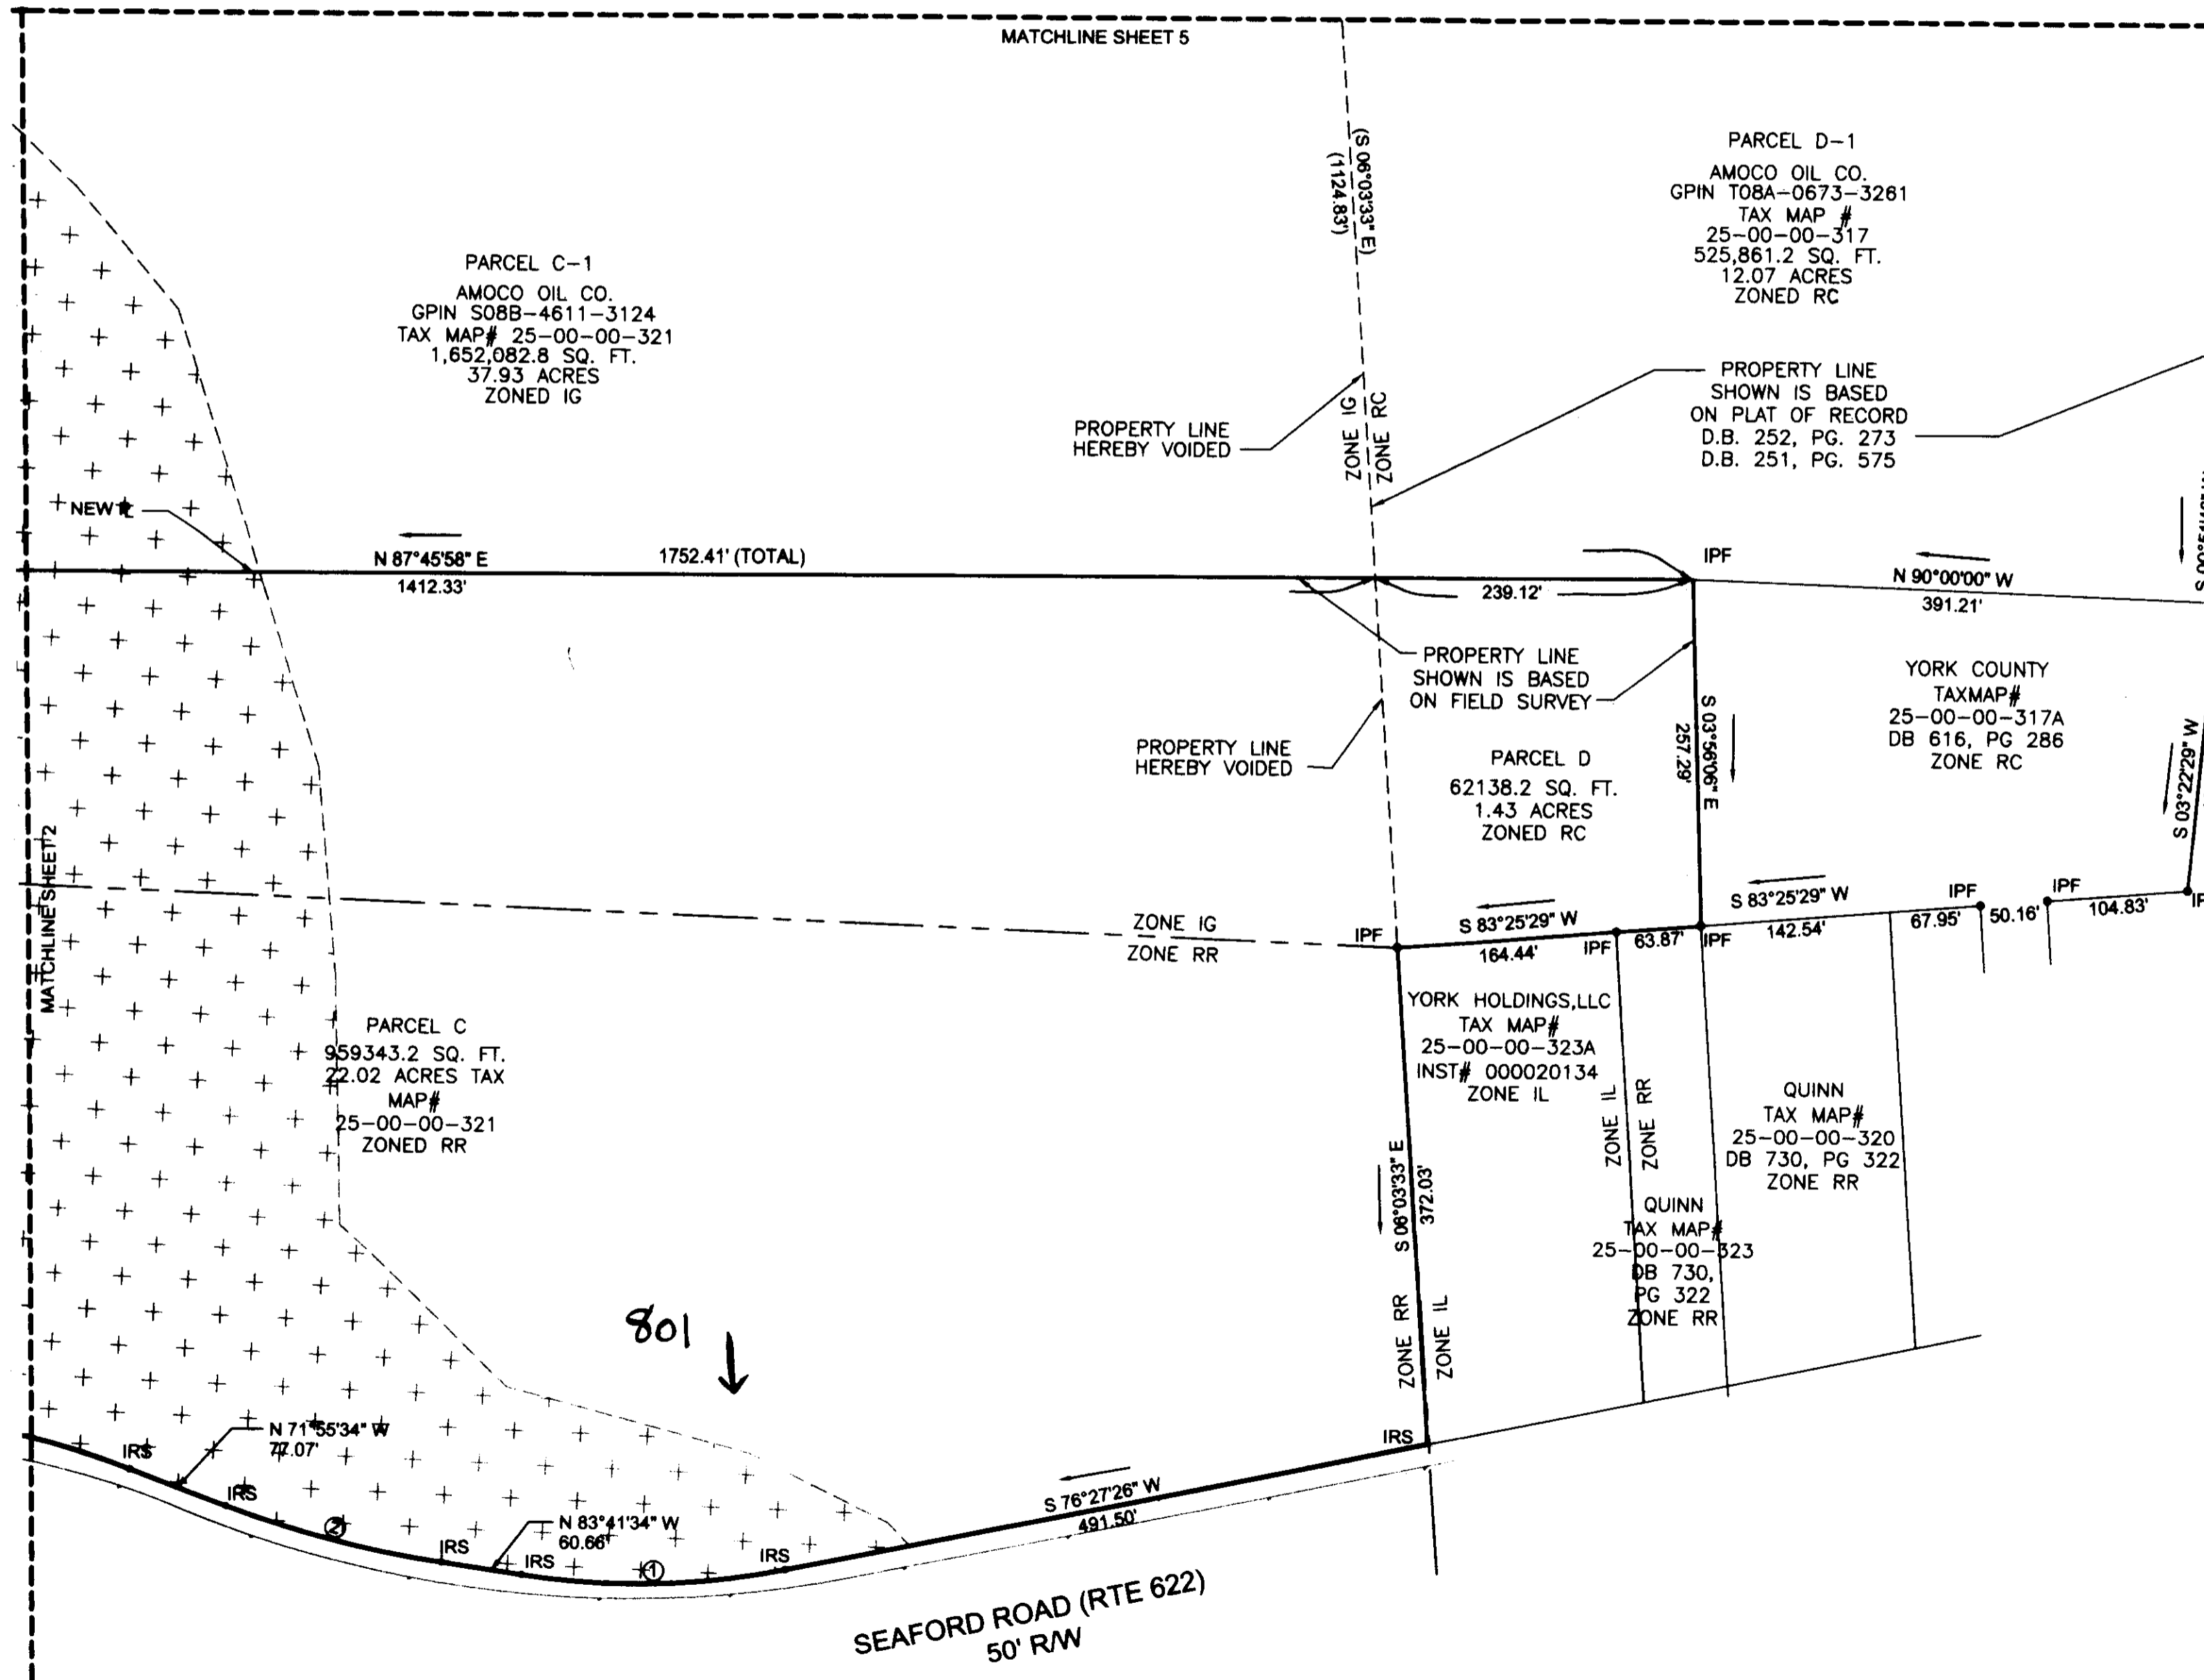 MATCHLINE SHEET 5
(S 06°03'33" E)
(1124.83')
PARCEL D-1
AMOCO OIL CO.
GPIN T08A-0673-3261
TAX MAP #
25-00-00-317
525,861.2 SQ. FT.
12.07 ACRES
ZONED RC
PARCEL C-1
AMOCO OIL CO.
GPIN S08B-4611-3124
TAX MAP# 25-00-00-321
1,652,082.8 SQ. FT.
37.93 ACRES
ZONED IG
PROPERTY LINE
HEREBY VOIDED
ZONE IG
ZONE RC
PROPERTY LINE
SHOWN IS BASED
ON PLAT OF RECORD
D.B. 252, PG. 273
D.B. 251, PG. 575
NEW ℄
N 87°45'58" E
1412.33'
1752.41' (TOTAL)
239.12'
IPF
N 90°00'00" W
391.21'
PROPERTY LINE
SHOWN IS BASED
ON FIELD SURVEY
S 03°56'06" E
257.29'
YORK COUNTY
TAXMAP#
25-00-00-317A
DB 616, PG 286
ZONE RC
S 03°22'29" W
PROPERTY LINE
HEREBY VOIDED
PARCEL D
62138.2 SQ. FT.
1.43 ACRES
ZONED RC
MATCHLINE SHEET 2
ZONE IG
ZONE RR
IPF
S 83°25'29" W
164.44'
IPF
63.87'
IPF
S 83°25'29" W
142.54'
67.95'
IPF
50.16'
IPF
104.83'
YORK HOLDINGS,LLC
TAX MAP#
25-00-00-323A
INST# 000020134
ZONE IL
ZONE IL
ZONE RR
QUINN
TAX MAP#
25-00-00-320
DB 730, PG 322
ZONE RR
QUINN
TAX MAP#
25-00-00-323
DB 730,
PG 322
ZONE RR
PARCEL C
959343.2 SQ. FT.
22.02 ACRES TAX
MAP#
25-00-00-321
ZONED RR
S 06°03'33" E
372.03'
ZONE RR
ZONE IL
801
N 71°55'34" W
77.07'
IRS
IRS
2
IRS
N 83°41'34" W
60.66'
IRS
1
IRS
S 76°27'26" W
491.50'
IRS
SEAFORD ROAD (RTE 622)
50' R/W